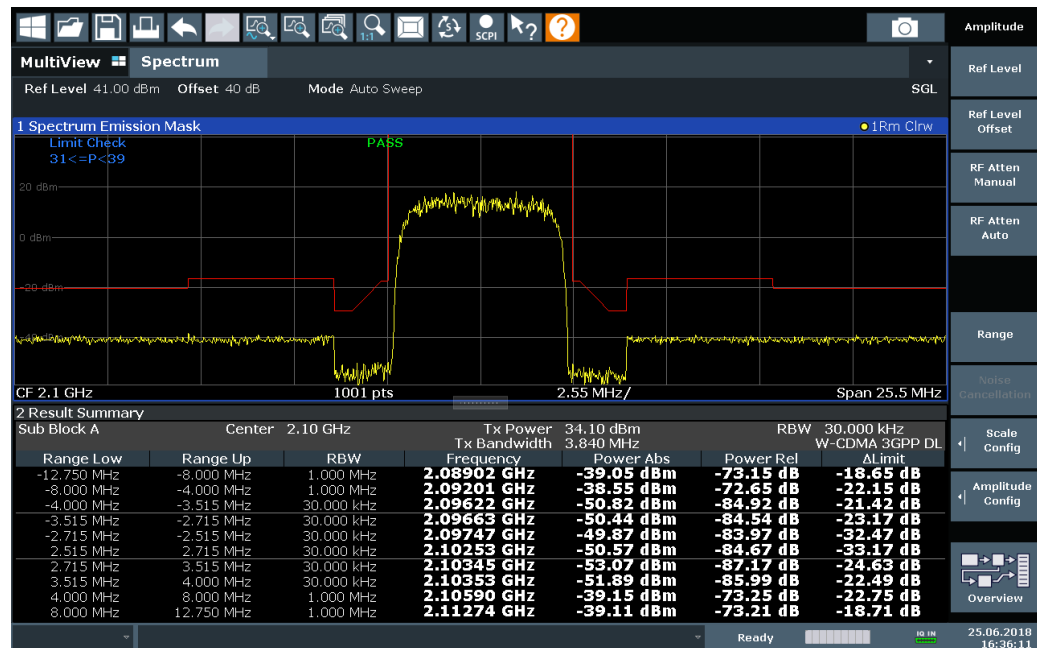 1:1
SCPI
?
?
Amplitude
MultiView Spectrum
Ref Level 41.00 dBm Offset 40 dB Mode Auto Sweep SGL
Ref Level
Ref Level Offset
RF Atten Manual
RF Atten Auto
Range
Noise Cancellation
Scale Config
Amplitude Config
Overview
1 Spectrum Emission Mask 1Rm Clrw
Limit Check PASS
31<=P<39
20 dBm
0 dBm
-20 dBm
-40 dBm
CF 2.1 GHz 1001 pts 2.55 MHz/ Span 25.5 MHz
2 Result Summary
Sub Block A Center 2.10 GHz Tx Power 34.10 dBm RBW 30.000 kHz
Tx Bandwidth 3.840 MHz W-CDMA 3GPP DL
Range Low Range Up RBW Frequency Power Abs Power Rel ΔLimit
-12.750 MHz -8.000 MHz 1.000 MHz 2.08902 GHz -39.05 dBm -73.15 dB -18.65 dB
-8.000 MHz -4.000 MHz 1.000 MHz 2.09201 GHz -38.55 dBm -72.65 dB -22.15 dB
-4.000 MHz -3.515 MHz 30.000 kHz 2.09622 GHz -50.82 dBm -84.92 dB -21.42 dB
-3.515 MHz -2.715 MHz 30.000 kHz 2.09663 GHz -50.44 dBm -84.54 dB -23.17 dB
-2.715 MHz -2.515 MHz 30.000 kHz 2.09747 GHz -49.87 dBm -83.97 dB -32.47 dB
2.515 MHz 2.715 MHz 30.000 kHz 2.10253 GHz -50.57 dBm -84.67 dB -33.17 dB
2.715 MHz 3.515 MHz 30.000 kHz 2.10345 GHz -53.07 dBm -87.17 dB -24.63 dB
3.515 MHz 4.000 MHz 30.000 kHz 2.10353 GHz -51.89 dBm -85.99 dB -22.49 dB
4.000 MHz 8.000 MHz 1.000 MHz 2.10590 GHz -39.15 dBm -73.25 dB -22.75 dB
8.000 MHz 12.750 MHz 1.000 MHz 2.11274 GHz -39.11 dBm -73.21 dB -18.71 dB
Ready IQ IN 25.06.2018
16:36:11